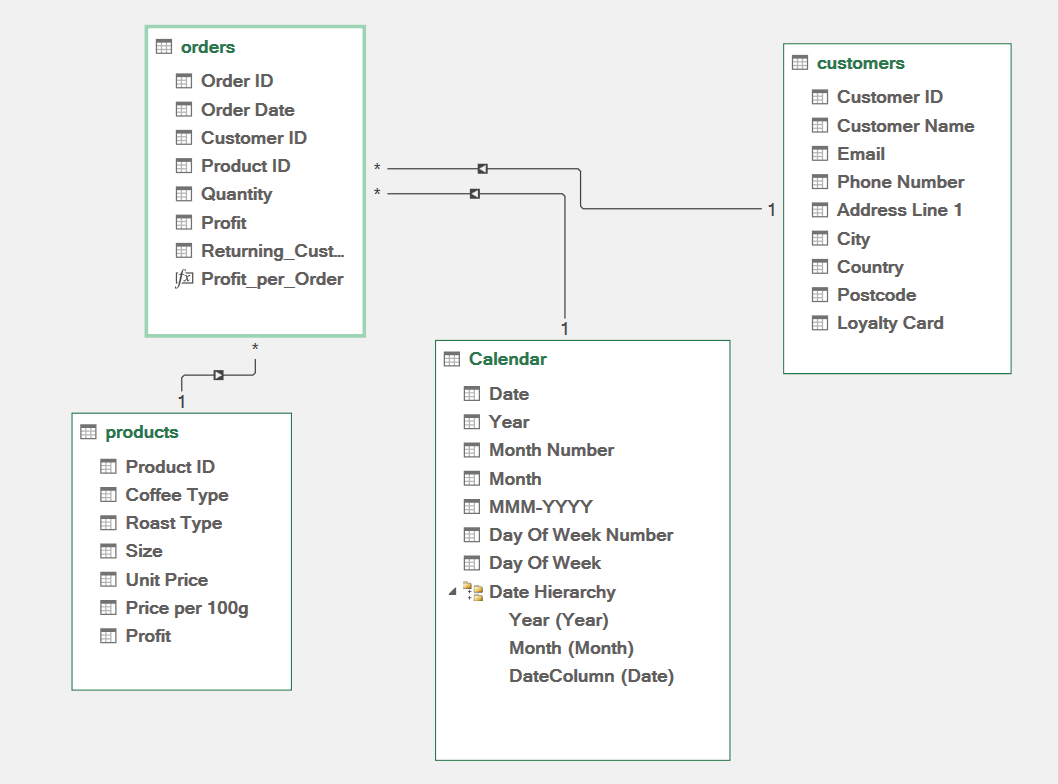 orders
Order ID
Order Date
Customer ID
Product ID
Quantity
Profit
Returning_Cust...
fx Profit_per_Order
*
*
*
1
1
1
customers
Customer ID
Customer Name
Email
Phone Number
Address Line 1
City
Country
Postcode
Loyalty Card
products
Product ID
Coffee Type
Roast Type
Size
Unit Price
Price per 100g
Profit
Calendar
Date
Year
Month Number
Month
MMM-YYYY
Day Of Week Number
Day Of Week
Date Hierarchy
Year (Year)
Month (Month)
DateColumn (Date)